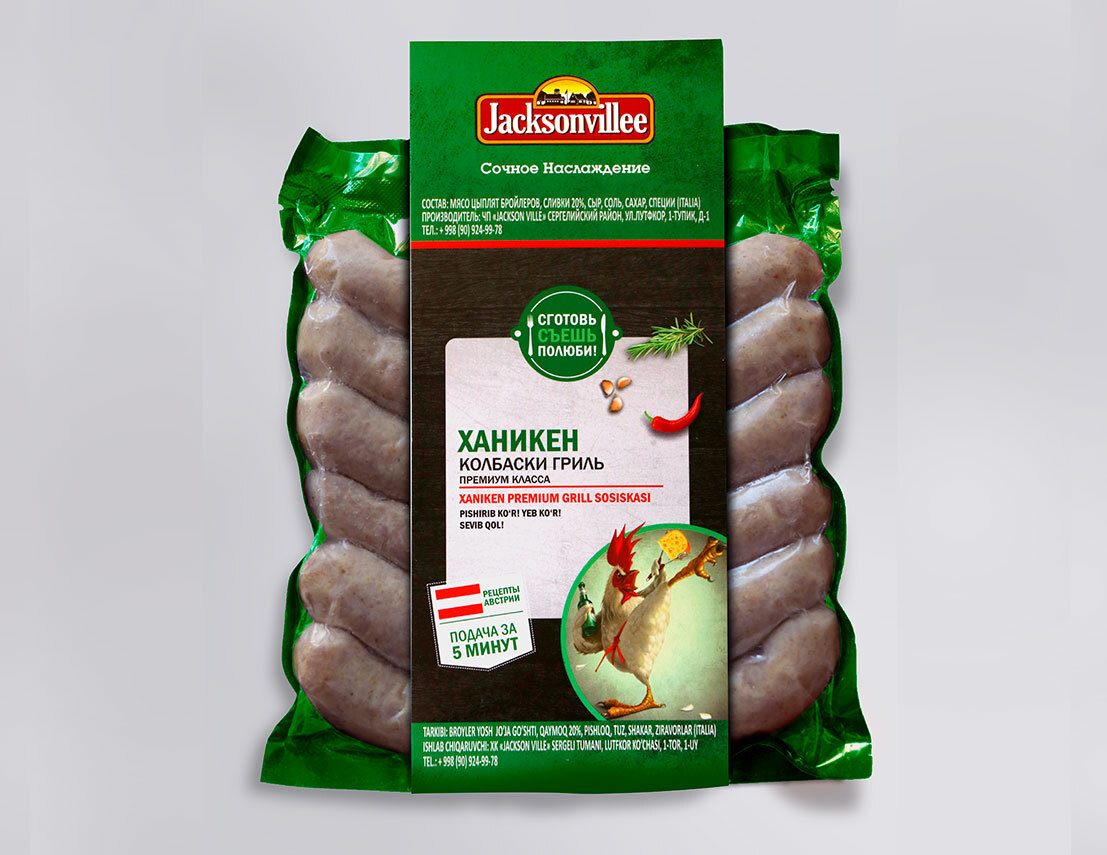 Jacksonvillee
Сочное Наслаждение
СОСТАВ: МЯСО ЦЫПЛЯТ БРОЙЛЕРОВ, СЛИВКИ 20%, СЫР, СОЛЬ, САХАР, СПЕЦИИ (ITALIA)
ПРОИЗВОДИТЕЛЬ: ЧП «JACKSON VILLE» СЕРГЕЛИЙСКИЙ РАЙОН, УЛ.ЛУТФКОР, 1-ТУПИК, Д-1
ТЕЛ.: + 998 (90) 924-99-78
СГОТОВЬ
СЪЕШЬ
ПОЛЮБИ!
ХАНИКЕН
КОЛБАСКИ ГРИЛЬ
ПРЕМИУМ КЛАССА
XANIKEN PREMIUM GRILL SOSISKASI
PISHIRIB KO'R! YEB KO'R!
SEVIB QOL!
РЕЦЕПТЫ
АВСТРИИ
ПОДАЧА ЗА
5 МИНУТ
TARKIBI: BROYLER YOSH JO'JA GO'SHTI, QAYMOQ 20%, PISHLOQ, TUZ, SHAKAR, ZIRAVORLAR (ITALIA)
ISHLAB CHIQARUVCHI: XK «JACKSON VILLE» SERGELI TUMANI, LUTFKOR KO'CHASI, 1-TOR, 1-UY
TEL.: + 998 (90) 924-99-78